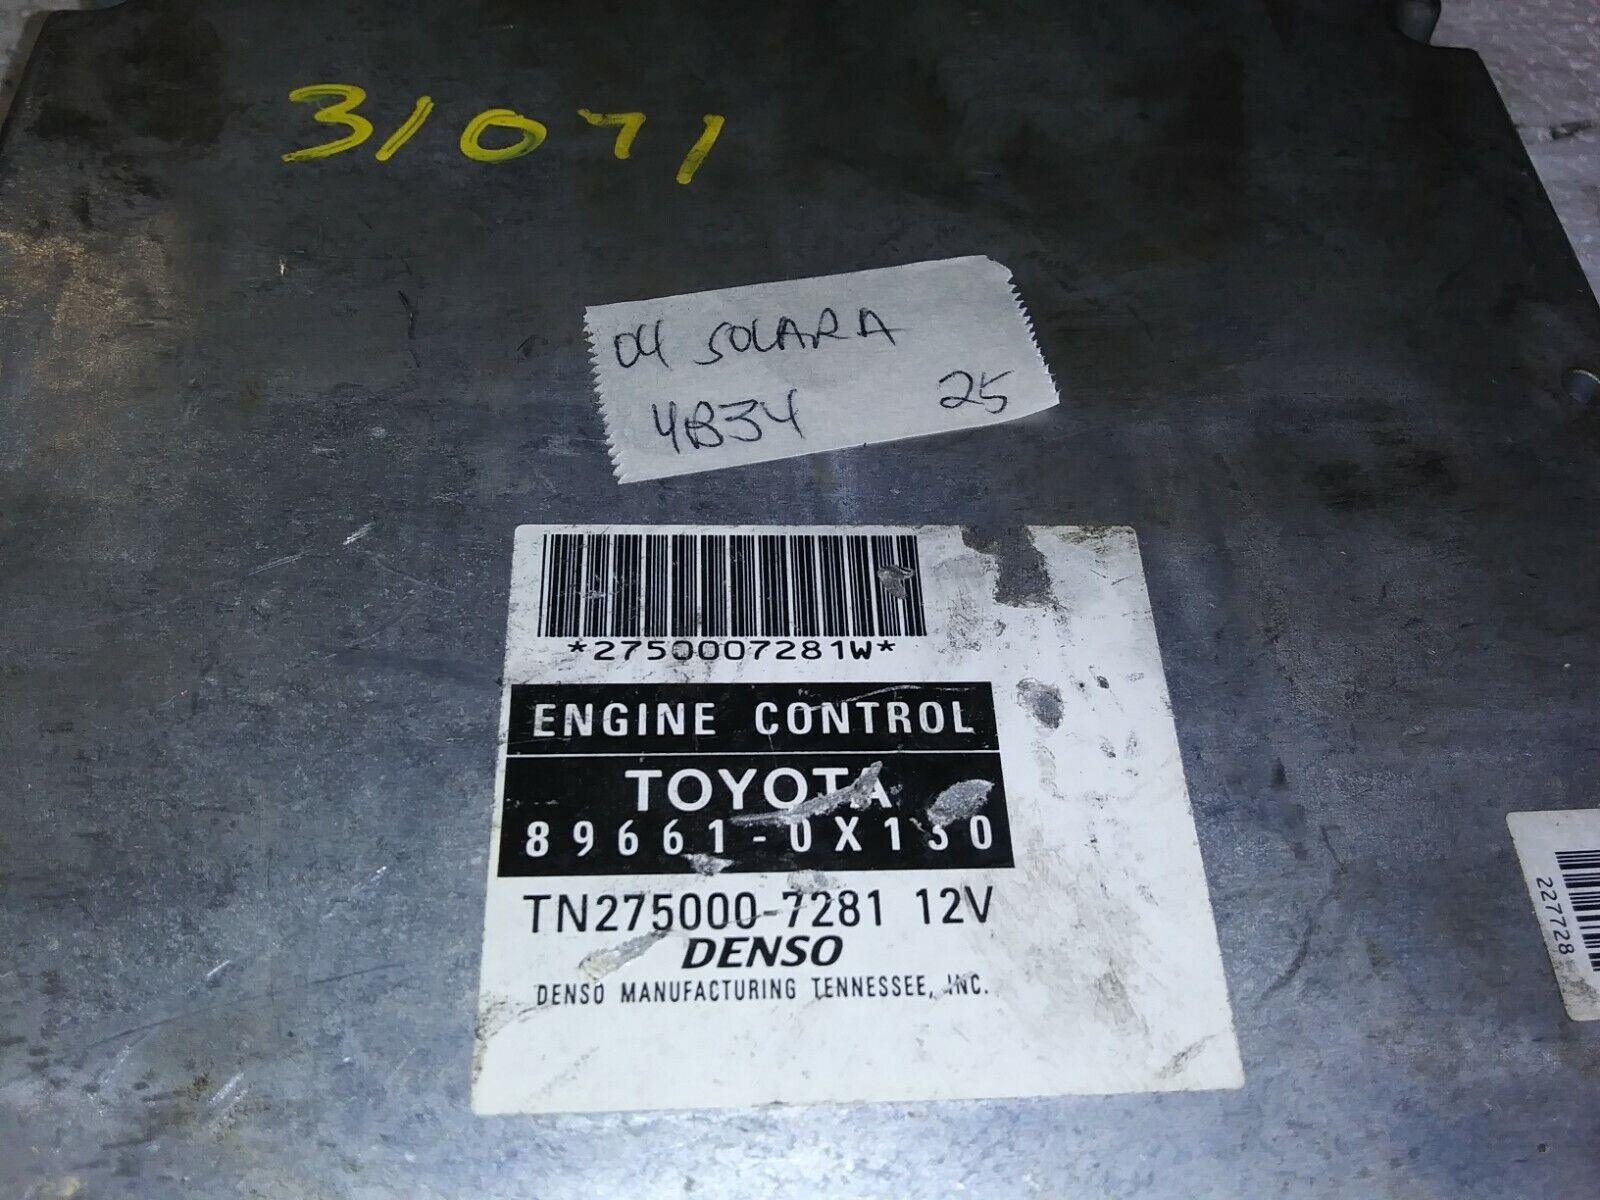 31071
04 SOLARA
4B34 25
*2750007281W*
ENGINE CONTROL
TOYOTA
89661-0X130
TN275000-7281 12V
DENSO
DENSO MANUFACTURING TENNESSEE, INC.
227728